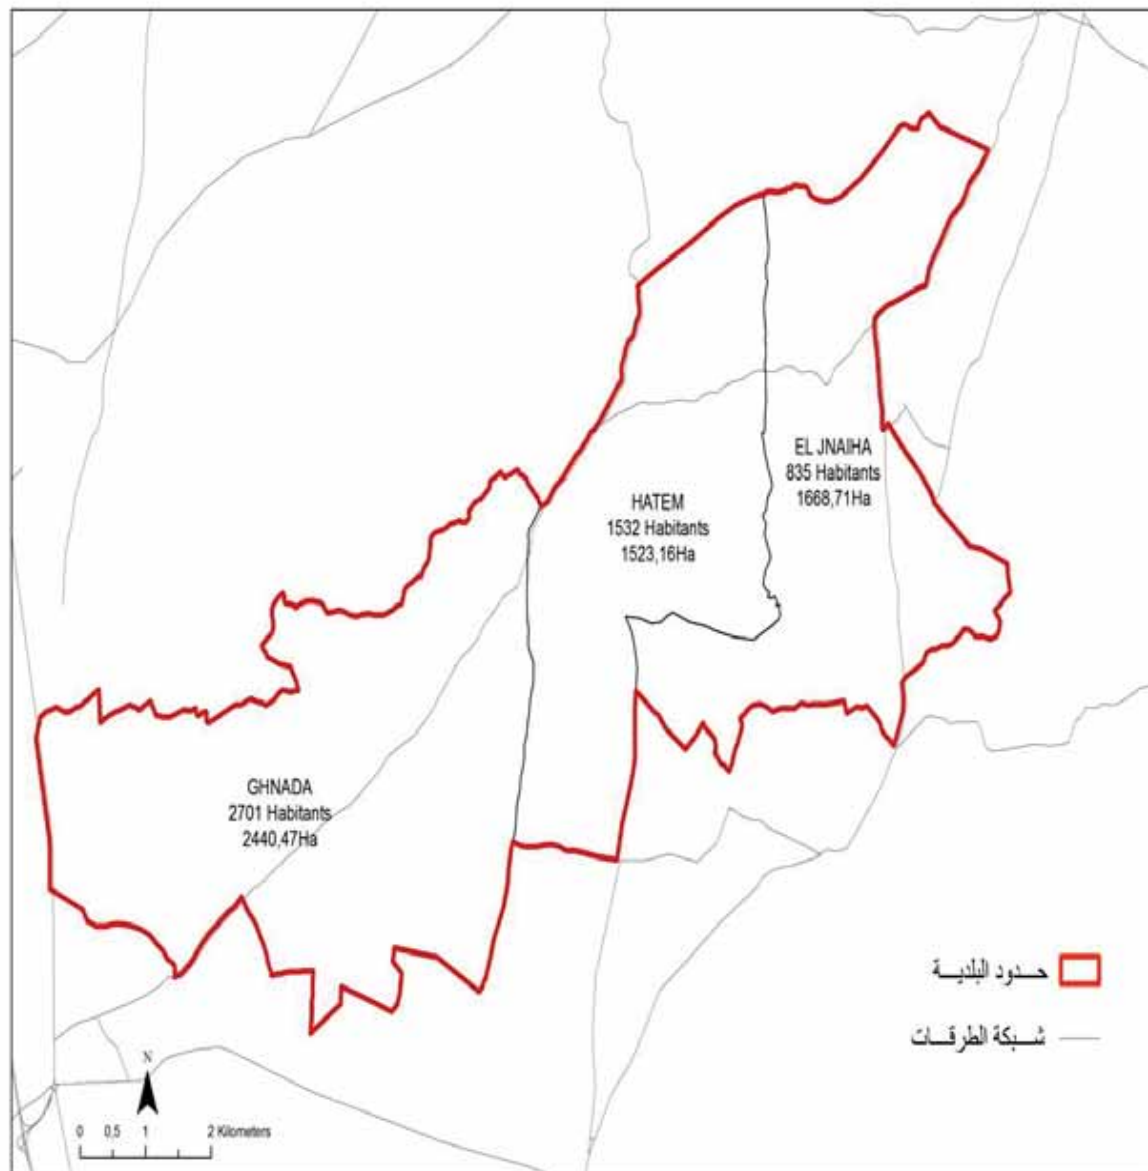 EL JNAIHA
835 Habitants
1668,71Ha
HATEM
1532 Habitants
1523,16Ha
GHNADA
2701 Habitants
2440,47Ha
حــدود البلديــة
شــبكة الطرقــات
N
0 0,5 1 2 Kilometers